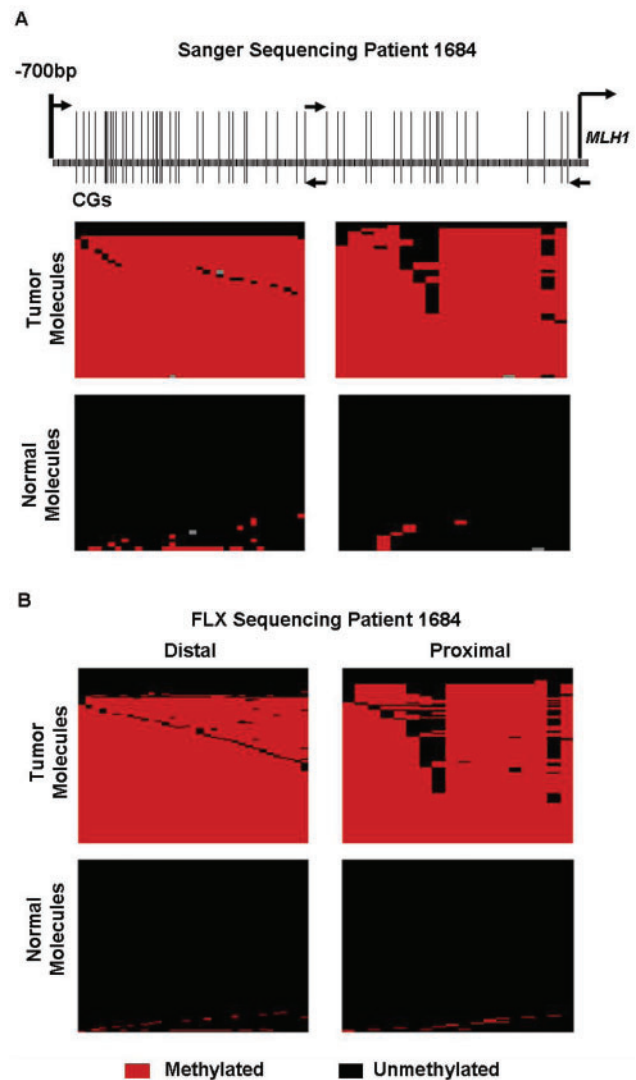 A
Sanger Sequencing Patient 1684
-700bp
MLH1
CGs
Tumor
Molecules
Normal
Molecules
B
FLX Sequencing Patient 1684
Distal
Proximal
Tumor
Molecules
Normal
Molecules
Methylated
Unmethylated